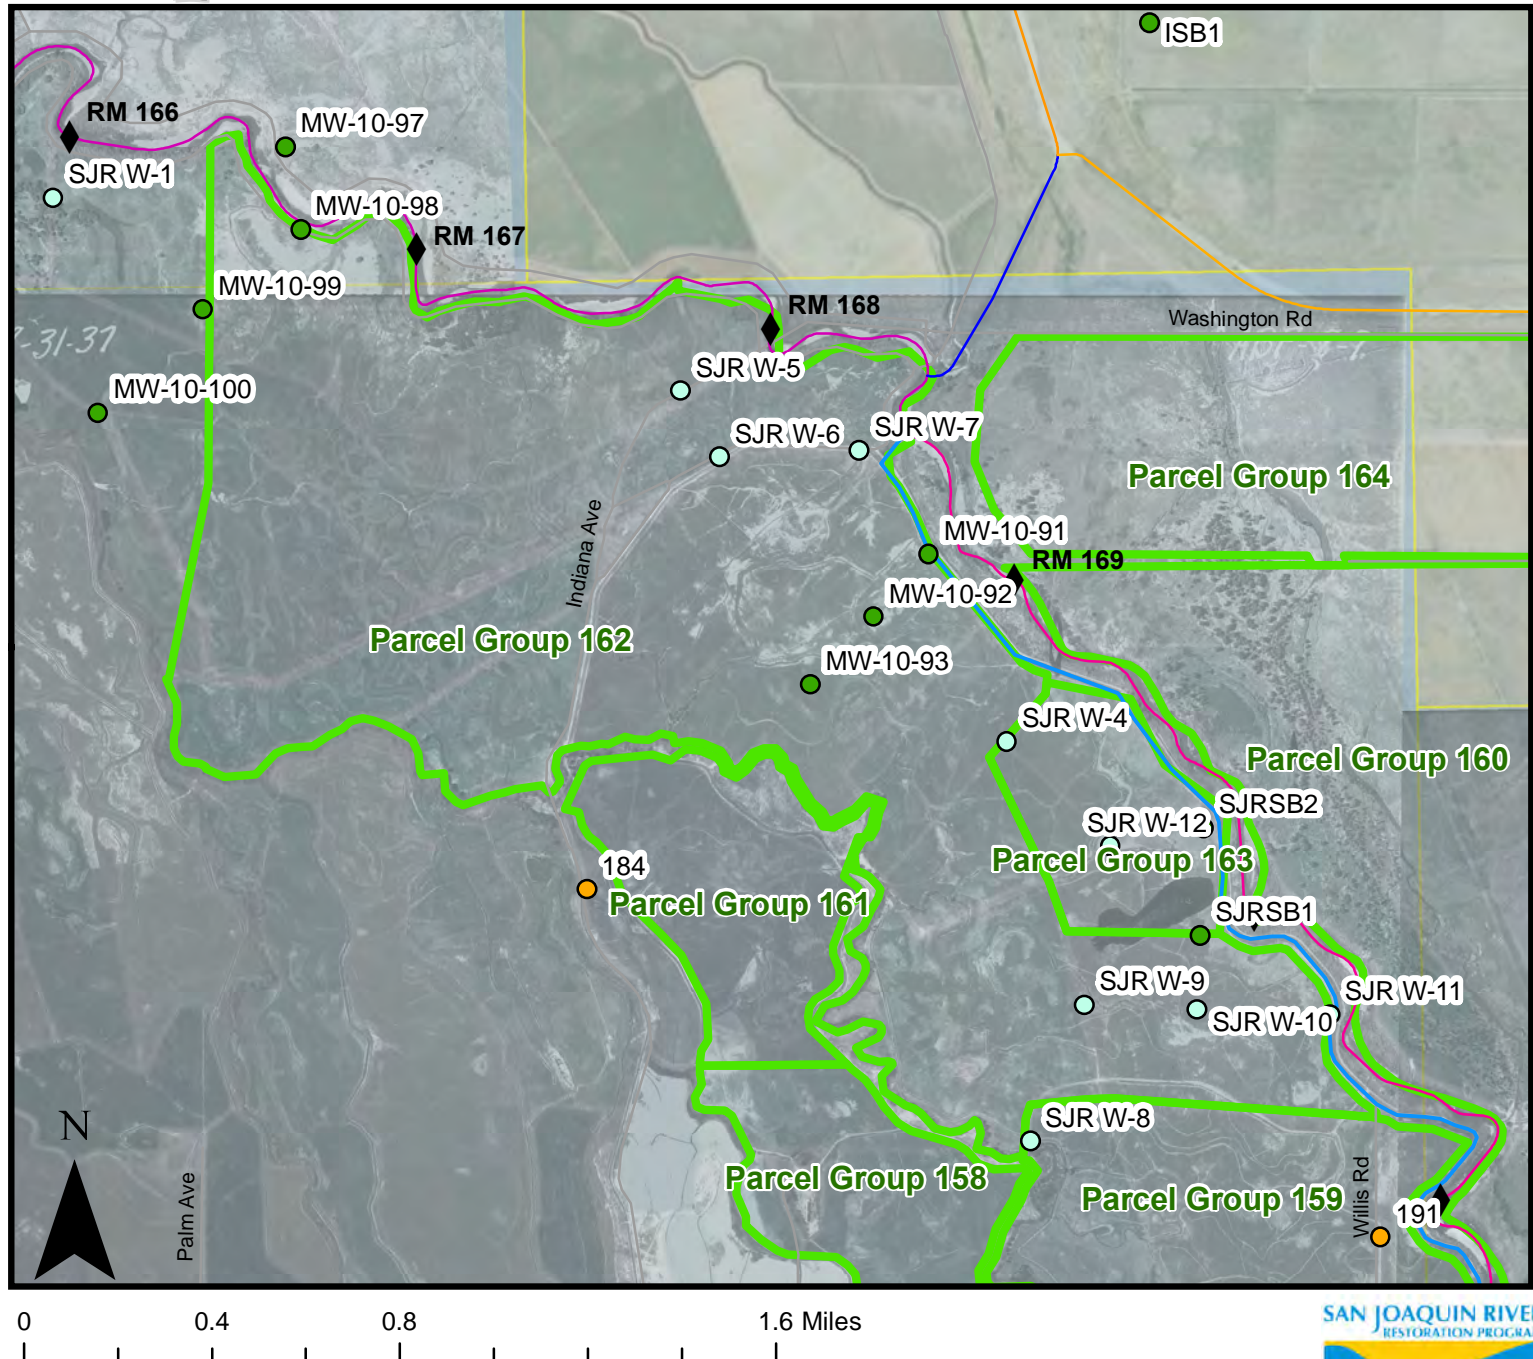 ISB1
RM 166
MW-10-97
SJR W-1
MW-10-98
RM 167
MW-10-99
RM 168
Washington Rd
-31-37
SJR W-5
MW-10-100
SJR W-6
SJR W-7
Parcel Group 164
Indiana Ave
MW-10-91
RM 169
MW-10-92
Parcel Group 162
MW-10-93
SJR W-4
Parcel Group 160
SJRSB2
SJR W-12
Parcel Group 163
184
Parcel Group 161
SJRSB1
SJR W-9
SJR W-11
SJR W-10
N
SJR W-8
Parcel Group 158
Parcel Group 159
Willis Rd
191
Palm Ave
0 0.4 0.8 1.6 Miles
SAN JOAQUIN RIVE
RESTORATION PROGRA